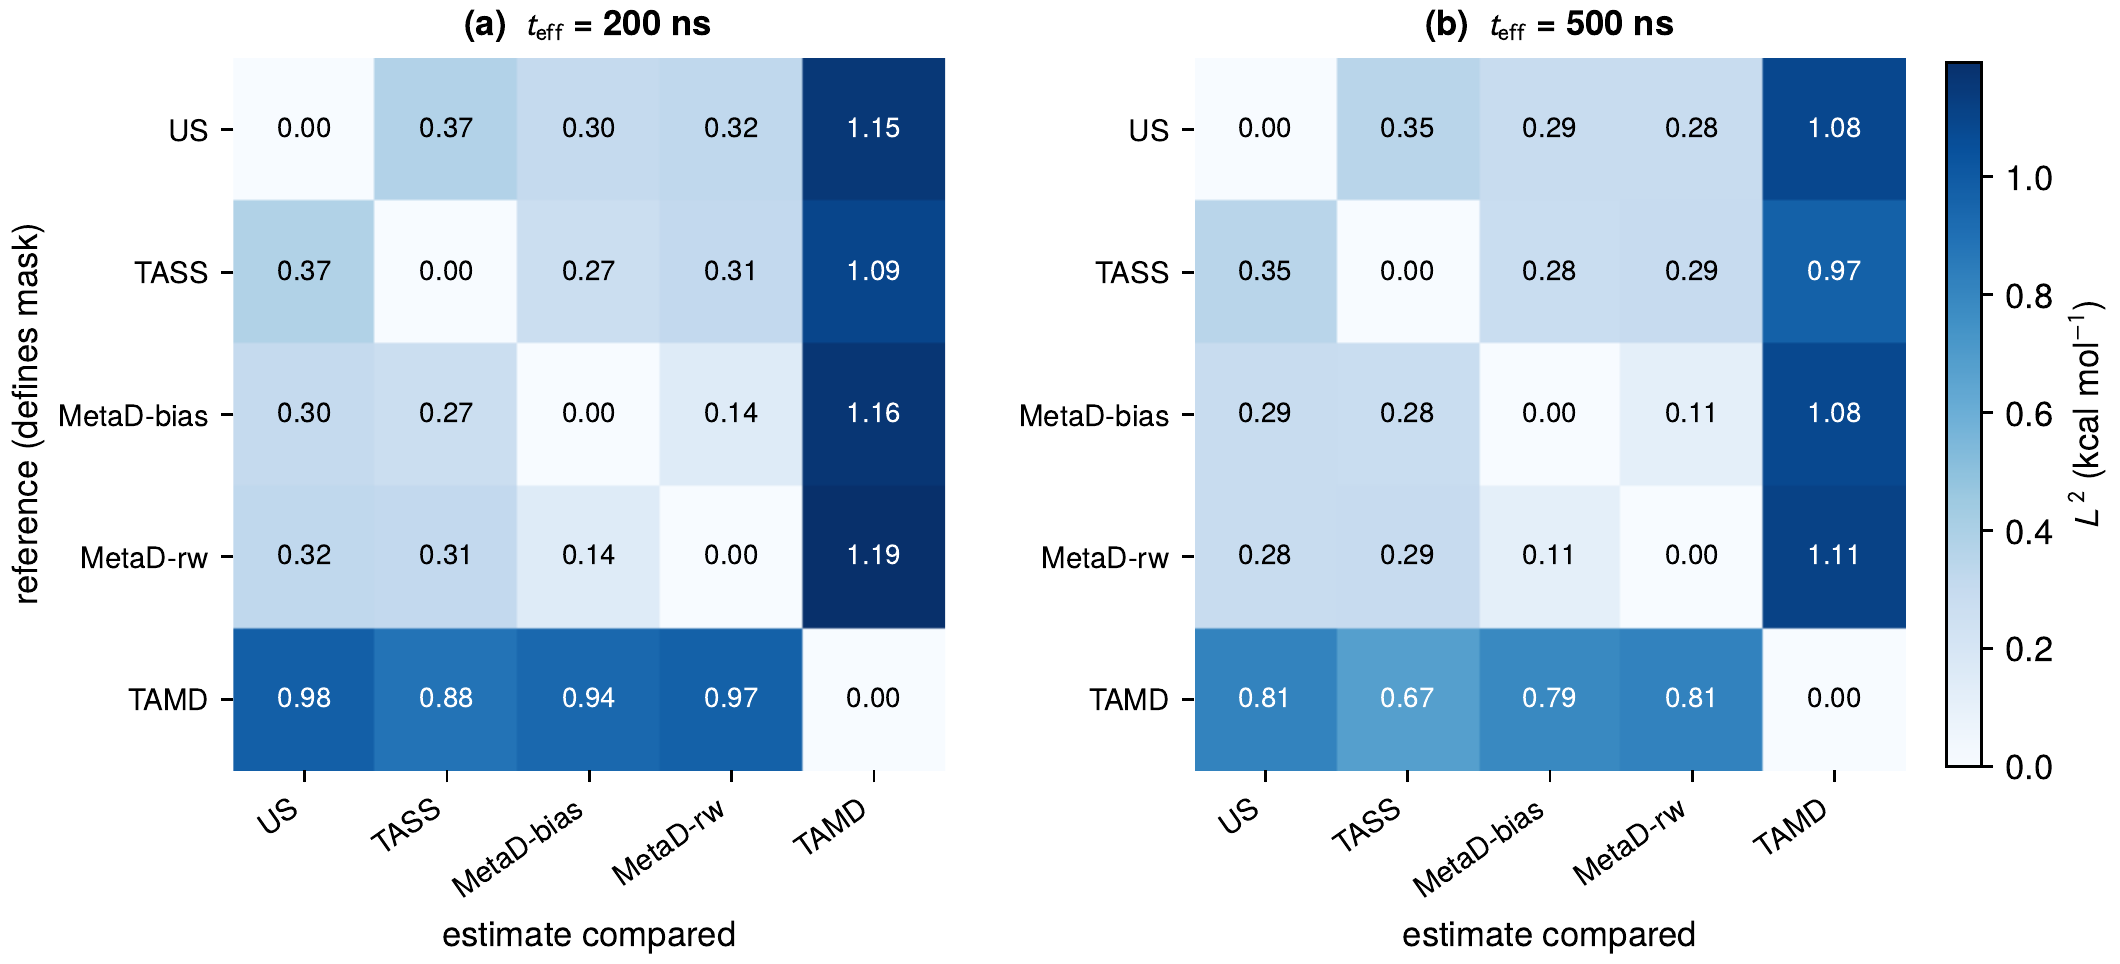 (a) t_eff = 200 ns
reference (defines mask)
US 0.00 0.37 0.30 0.32 1.15
TASS 0.37 0.00 0.27 0.31 1.09
MetaD-bias 0.30 0.27 0.00 0.14 1.16
MetaD-rw 0.32 0.31 0.14 0.00 1.19
TAMD 0.98 0.88 0.94 0.97 0.00
US TASS MetaD-bias MetaD-rw TAMD
estimate compared
(b) t_eff = 500 ns
US 0.00 0.35 0.29 0.28 1.08
TASS 0.35 0.00 0.28 0.29 0.97
MetaD-bias 0.29 0.28 0.00 0.11 1.08
MetaD-rw 0.28 0.29 0.11 0.00 1.11
TAMD 0.81 0.67 0.79 0.81 0.00
US TASS MetaD-bias MetaD-rw TAMD
estimate compared
1.0
0.8
0.6
0.4
0.2
0.0
L² (kcal mol⁻¹)